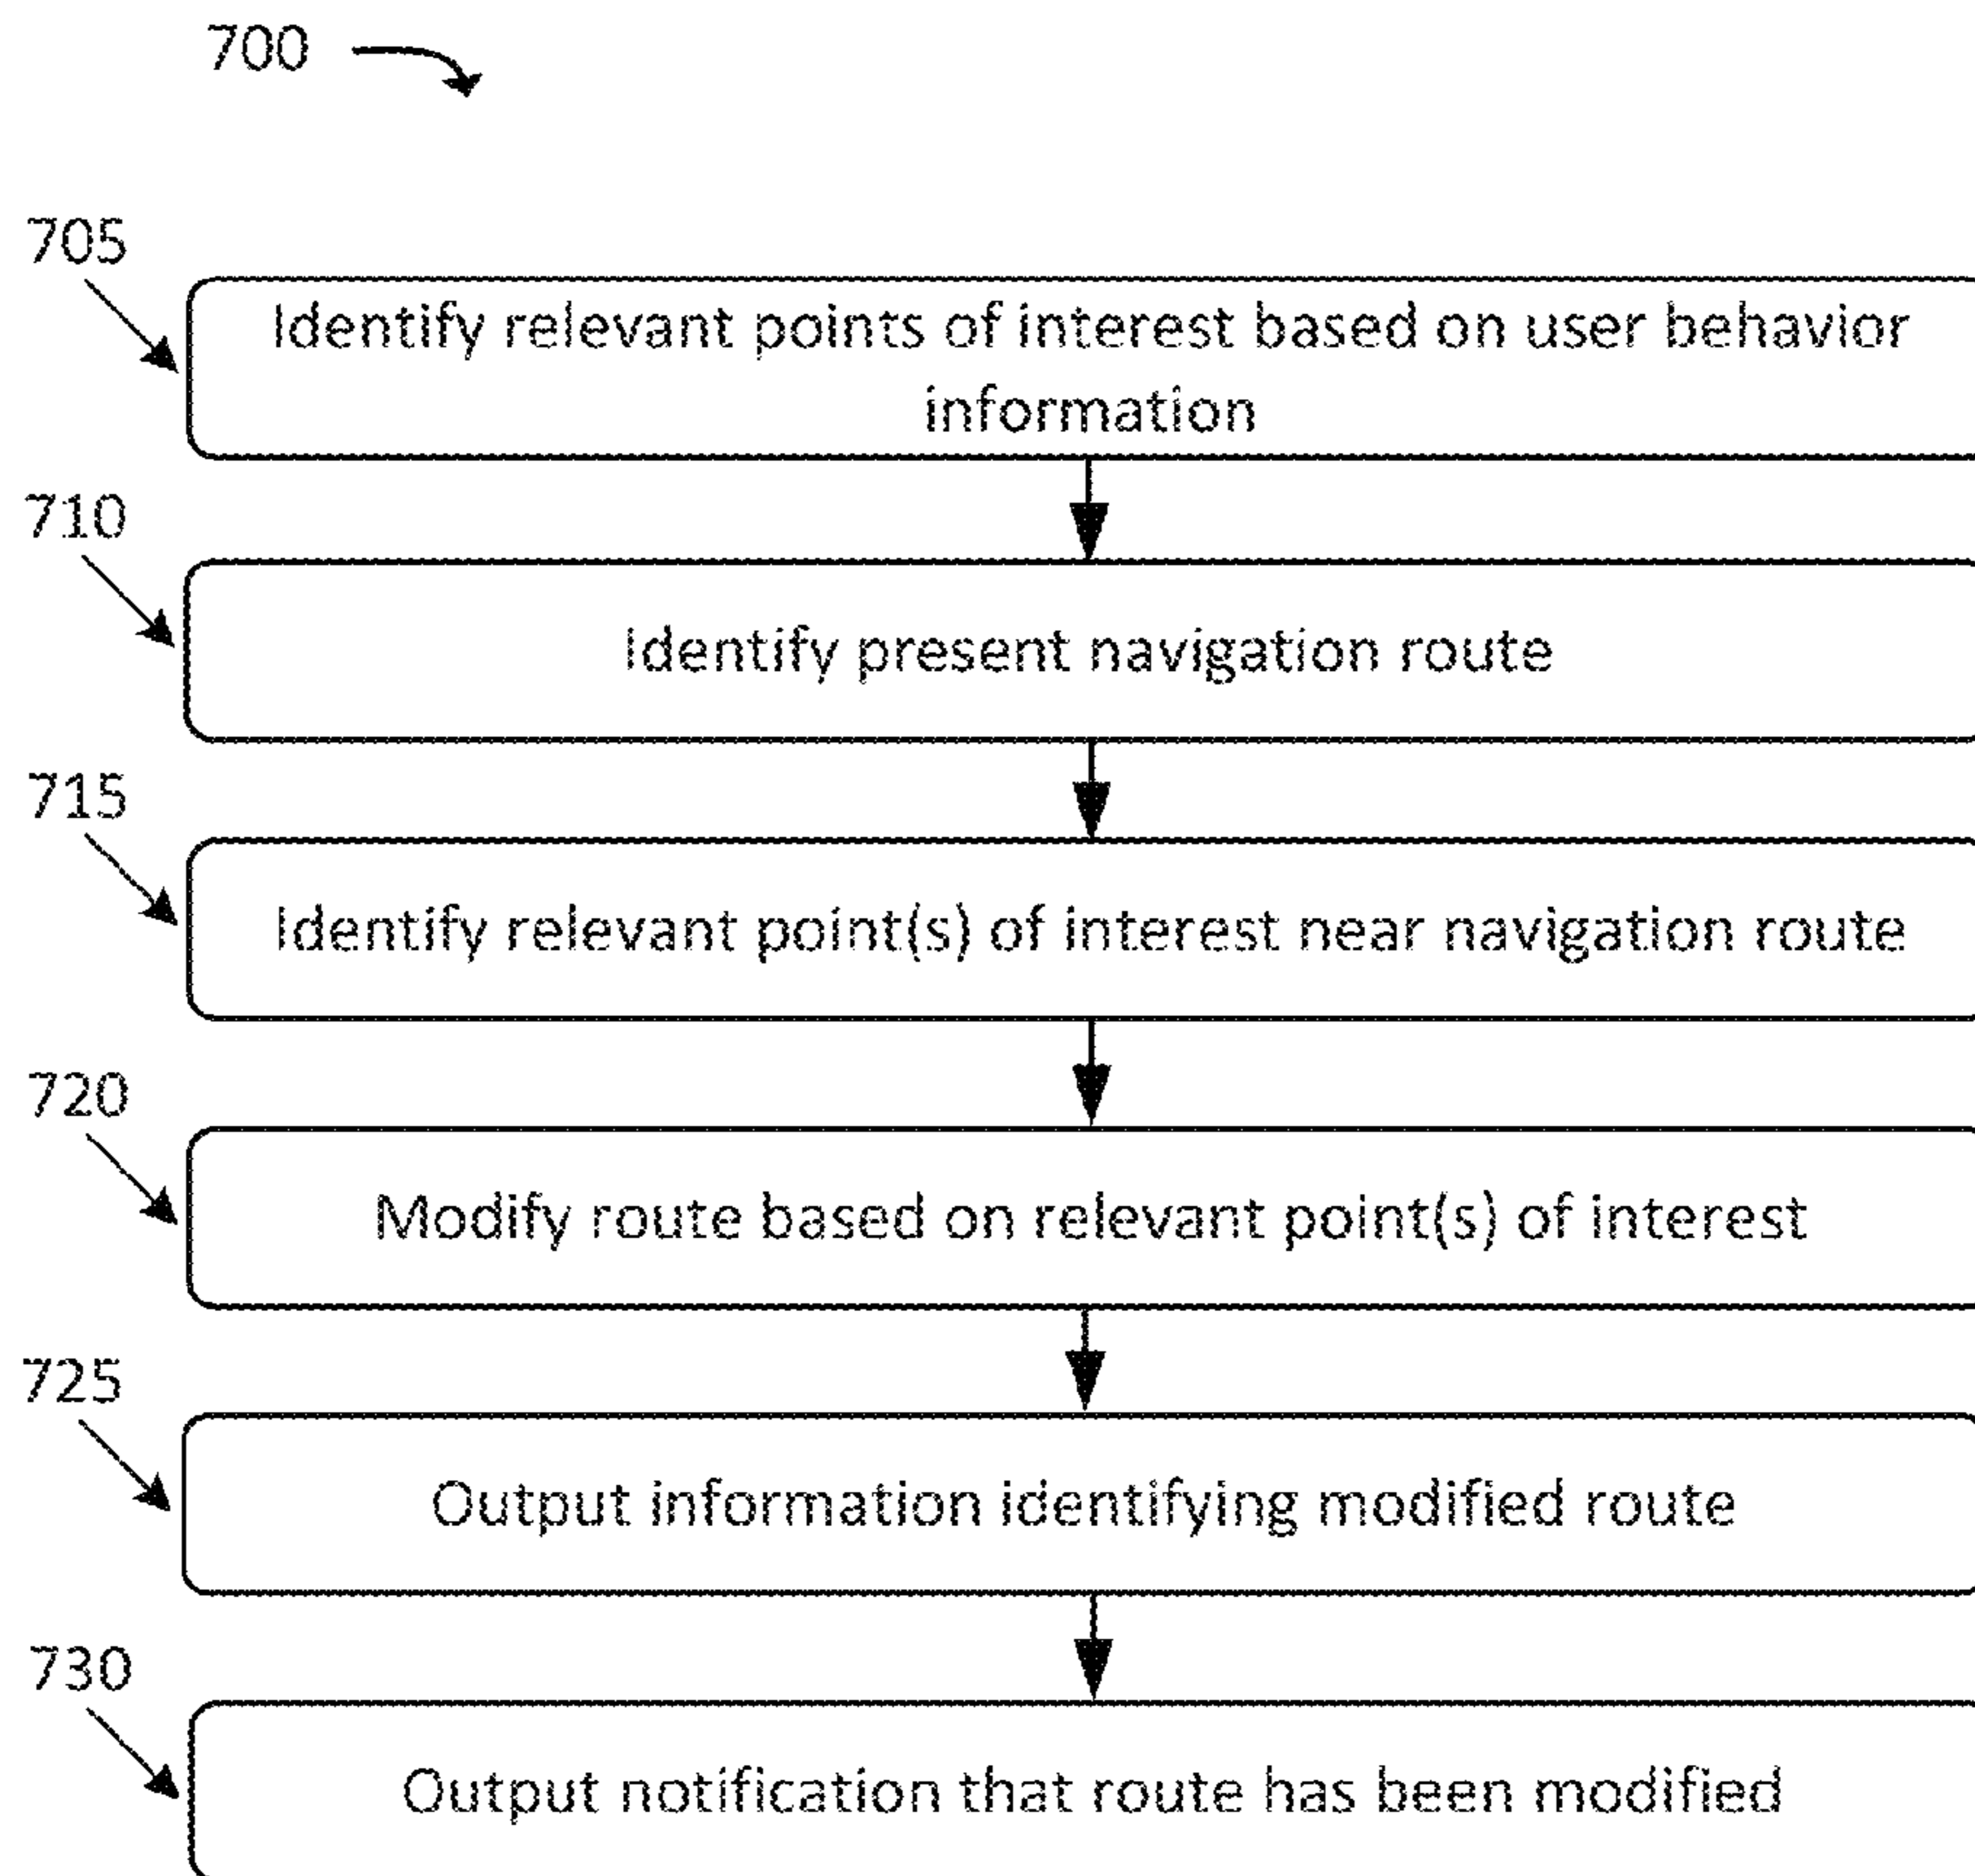 700
705
Identify relevant points of interest based on user behavior
information
710
Identify present navigation route
715
Identify relevant point(s) of interest near navigation route
720
Modify route based on relevant point(s) of interest
725
Output information identifying modified route
730
Output notification that route has been modified